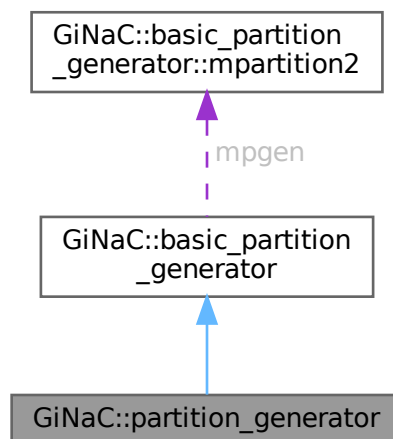 GiNaC::basic_partition
_generator::mpartition2
mpgen
GiNaC::basic_partition
_generator
GiNaC::partition_generator